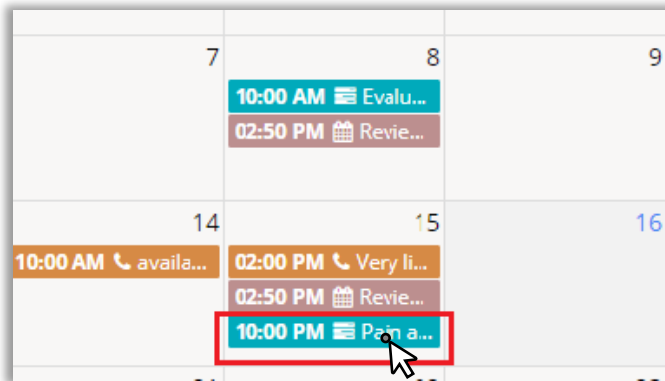 7
8
9
10:00 AM Evalu...
02:50 PM Revie...
14
15
16
10:00 AM availa...
02:00 PM Very li...
02:50 PM Revie...
10:00 PM Pain a...